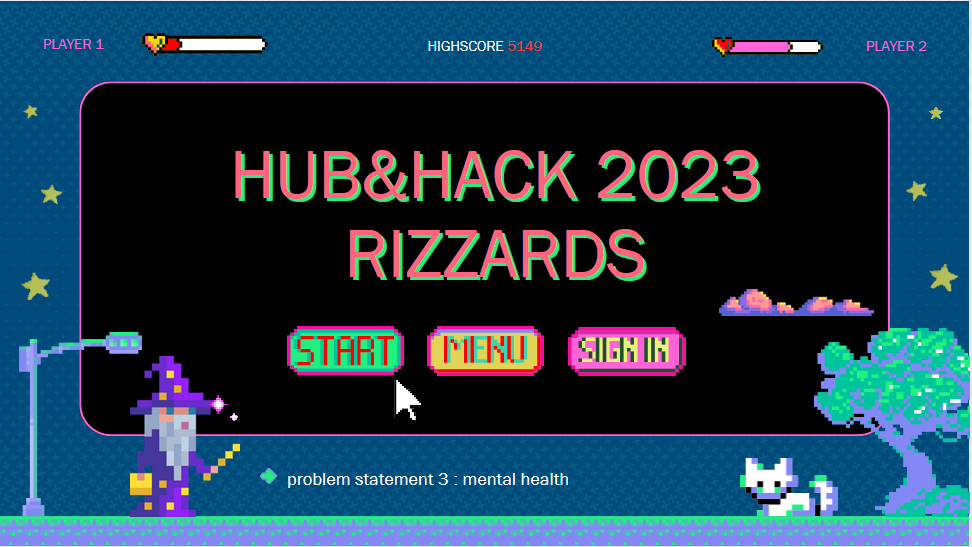 PLAYER 1
HIGHSCORE 5149
PLAYER 2
HUB&HACK 2023
RIZZARDS
START
MENU
SIGN IN
problem statement 3 : mental health